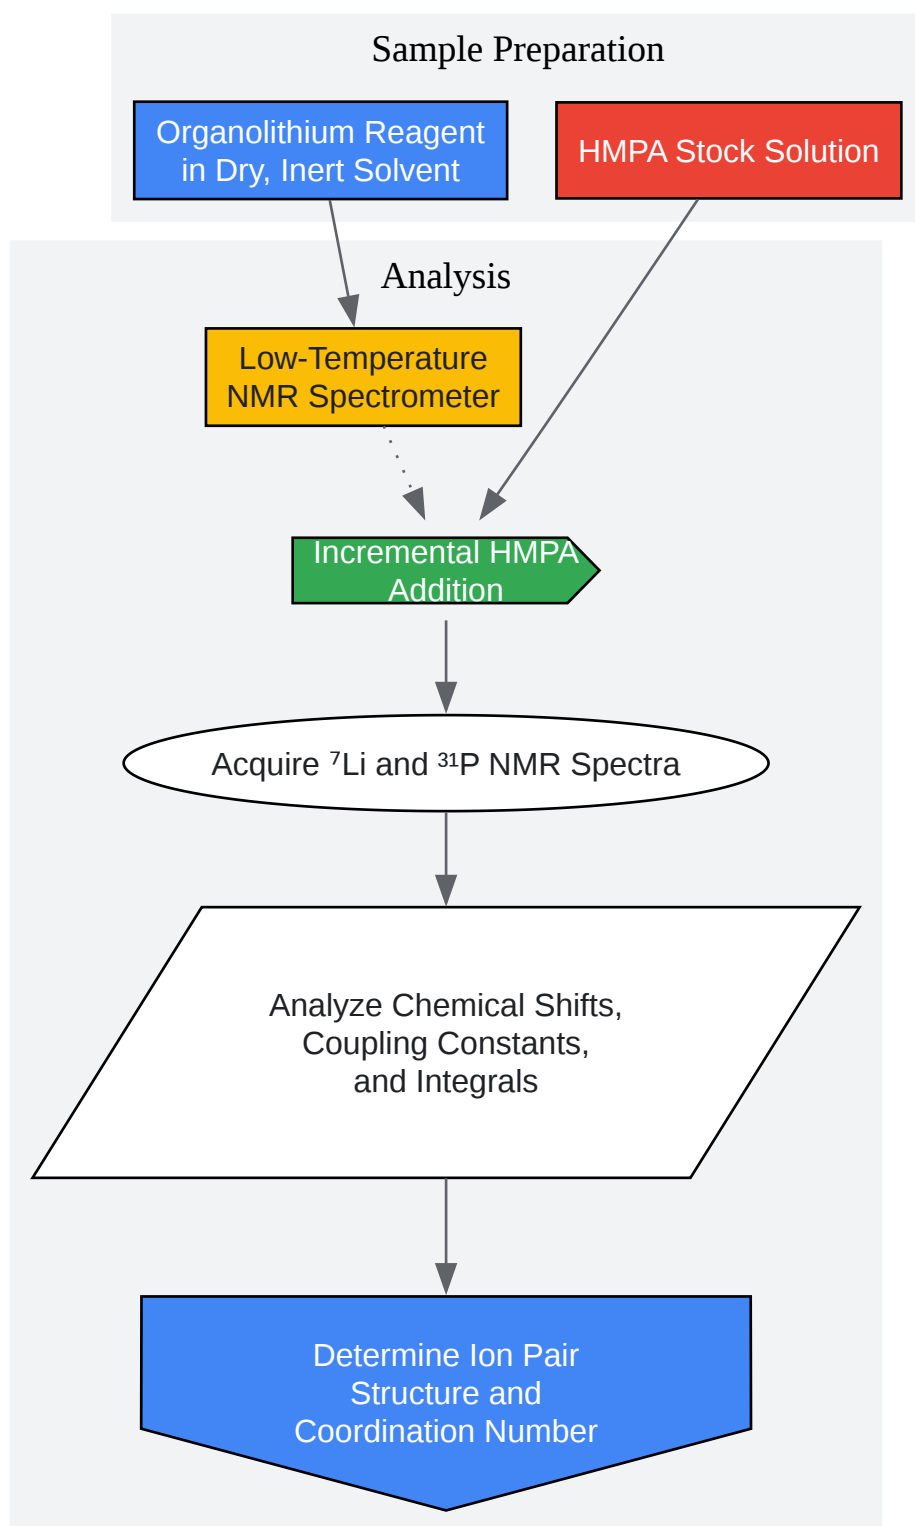 Sample Preparation
Organolithium Reagent
in Dry, Inert Solvent
HMPA Stock Solution
Analysis
Low-Temperature
NMR Spectrometer
Incremental HMPA
Addition
Acquire ⁷Li and ³¹P NMR Spectra
Analyze Chemical Shifts,
Coupling Constants,
and Integrals
Determine Ion Pair
Structure and
Coordination Number